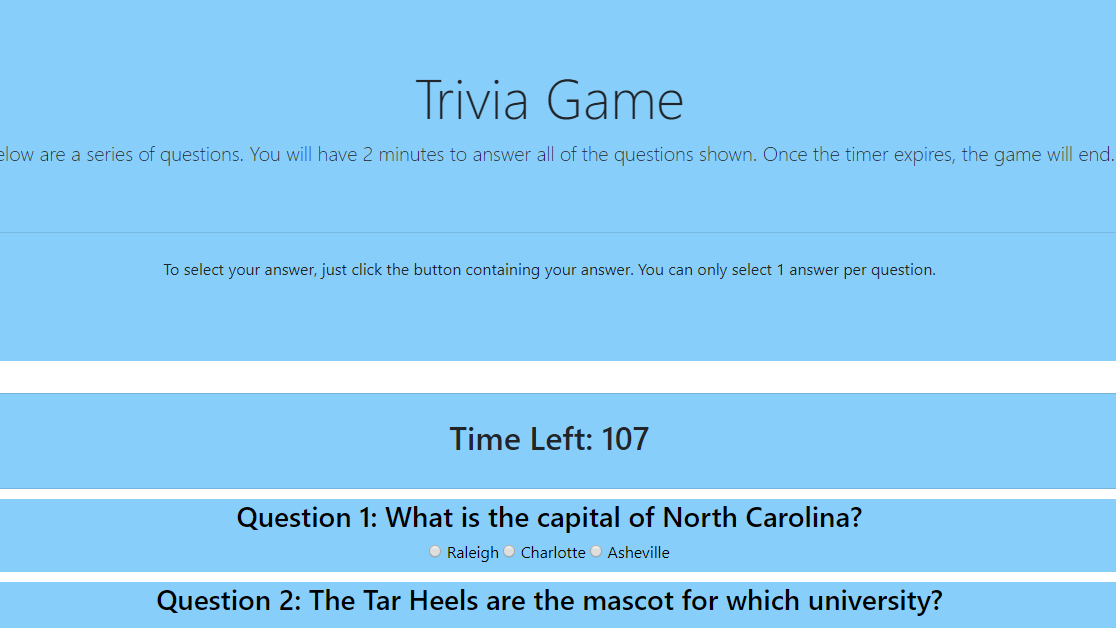 Trivia Game
elow are a series of questions. You will have 2 minutes to answer all of the questions shown. Once the timer expires, the game will end.
To select your answer, just click the button containing your answer. You can only select 1 answer per question.
Time Left: 107
Question 1: What is the capital of North Carolina?
Raleigh Charlotte Asheville
Question 2: The Tar Heels are the mascot for which university?